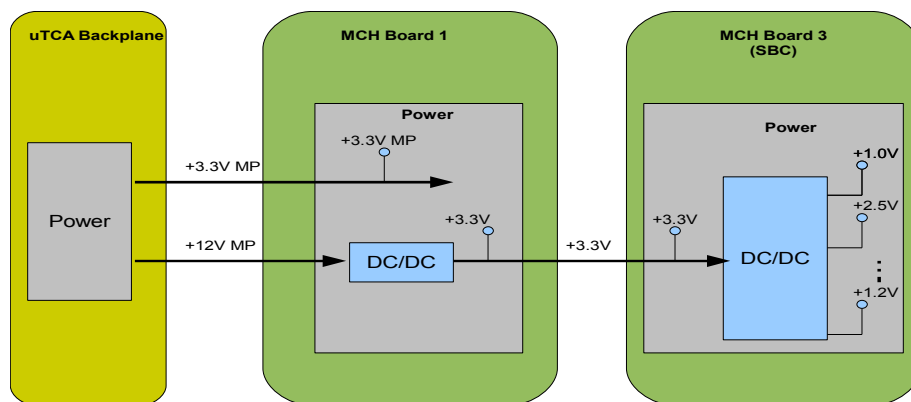 uTCA Backplane
Power
+3.3V MP
+12V MP
MCH Board 1
Power
+3.3V MP
+3.3V
DC/DC
+3.3V
MCH Board 3
(SBC)
Power
+3.3V
DC/DC
+1.0V
+2.5V
+1.2V